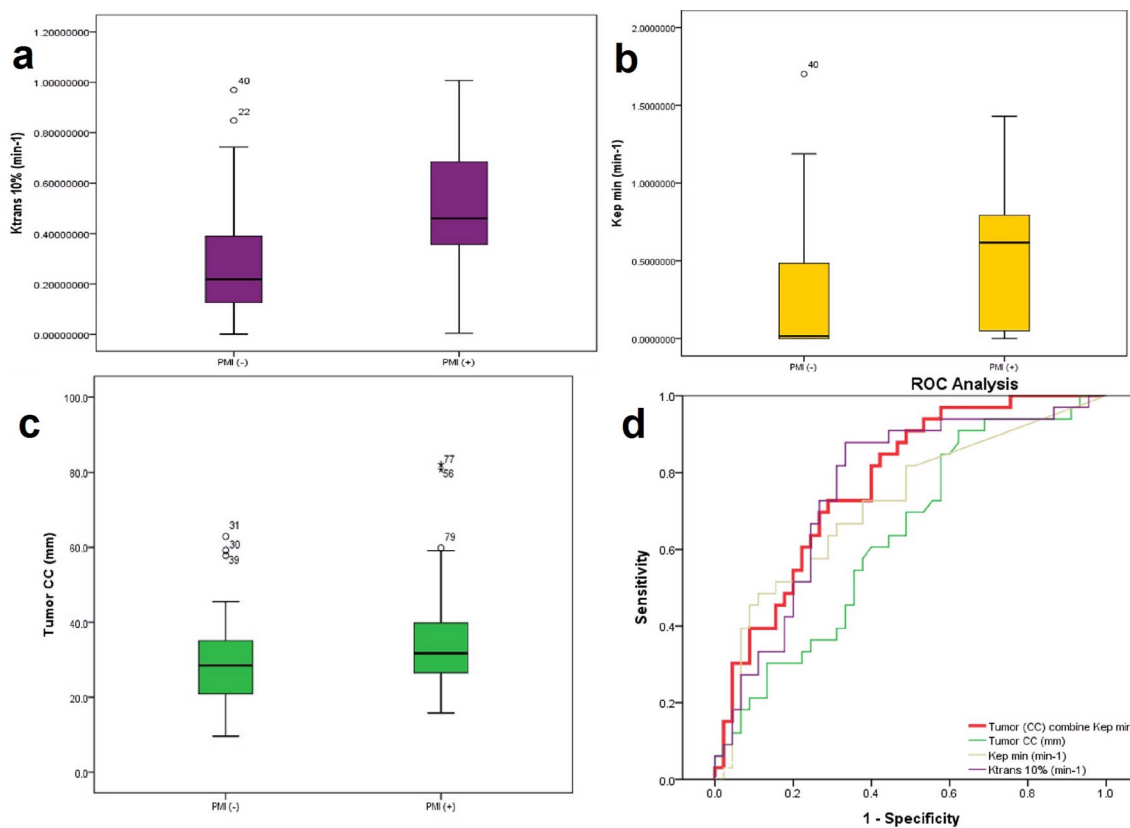 a
1.20000000
1.00000000
0.80000000
0.60000000
0.40000000
0.20000000
0.00000000
Ktrans 10% (min-1)
40
22
PMI (-)
PMI (+)
b
2.0000000
1.5000000
1.0000000
0.5000000
0.0000000
Kep min (min-1)
40
PMI (-)
PMI (+)
c
100.0
80.0
60.0
40.0
20.0
0.0
Tumor CC (mm)
31
30
39
77
56
79
PMI (-)
PMI (+)
ROC Analysis
d
1.0
0.8
0.6
0.4
0.2
0.0
Sensitivity
Tumor (CC) combine Kep min
Tumor CC (mm)
Kep min (min-1)
Ktrans 10% (min-1)
0.0 0.2 0.4 0.6 0.8 1.0
1 - Specificity